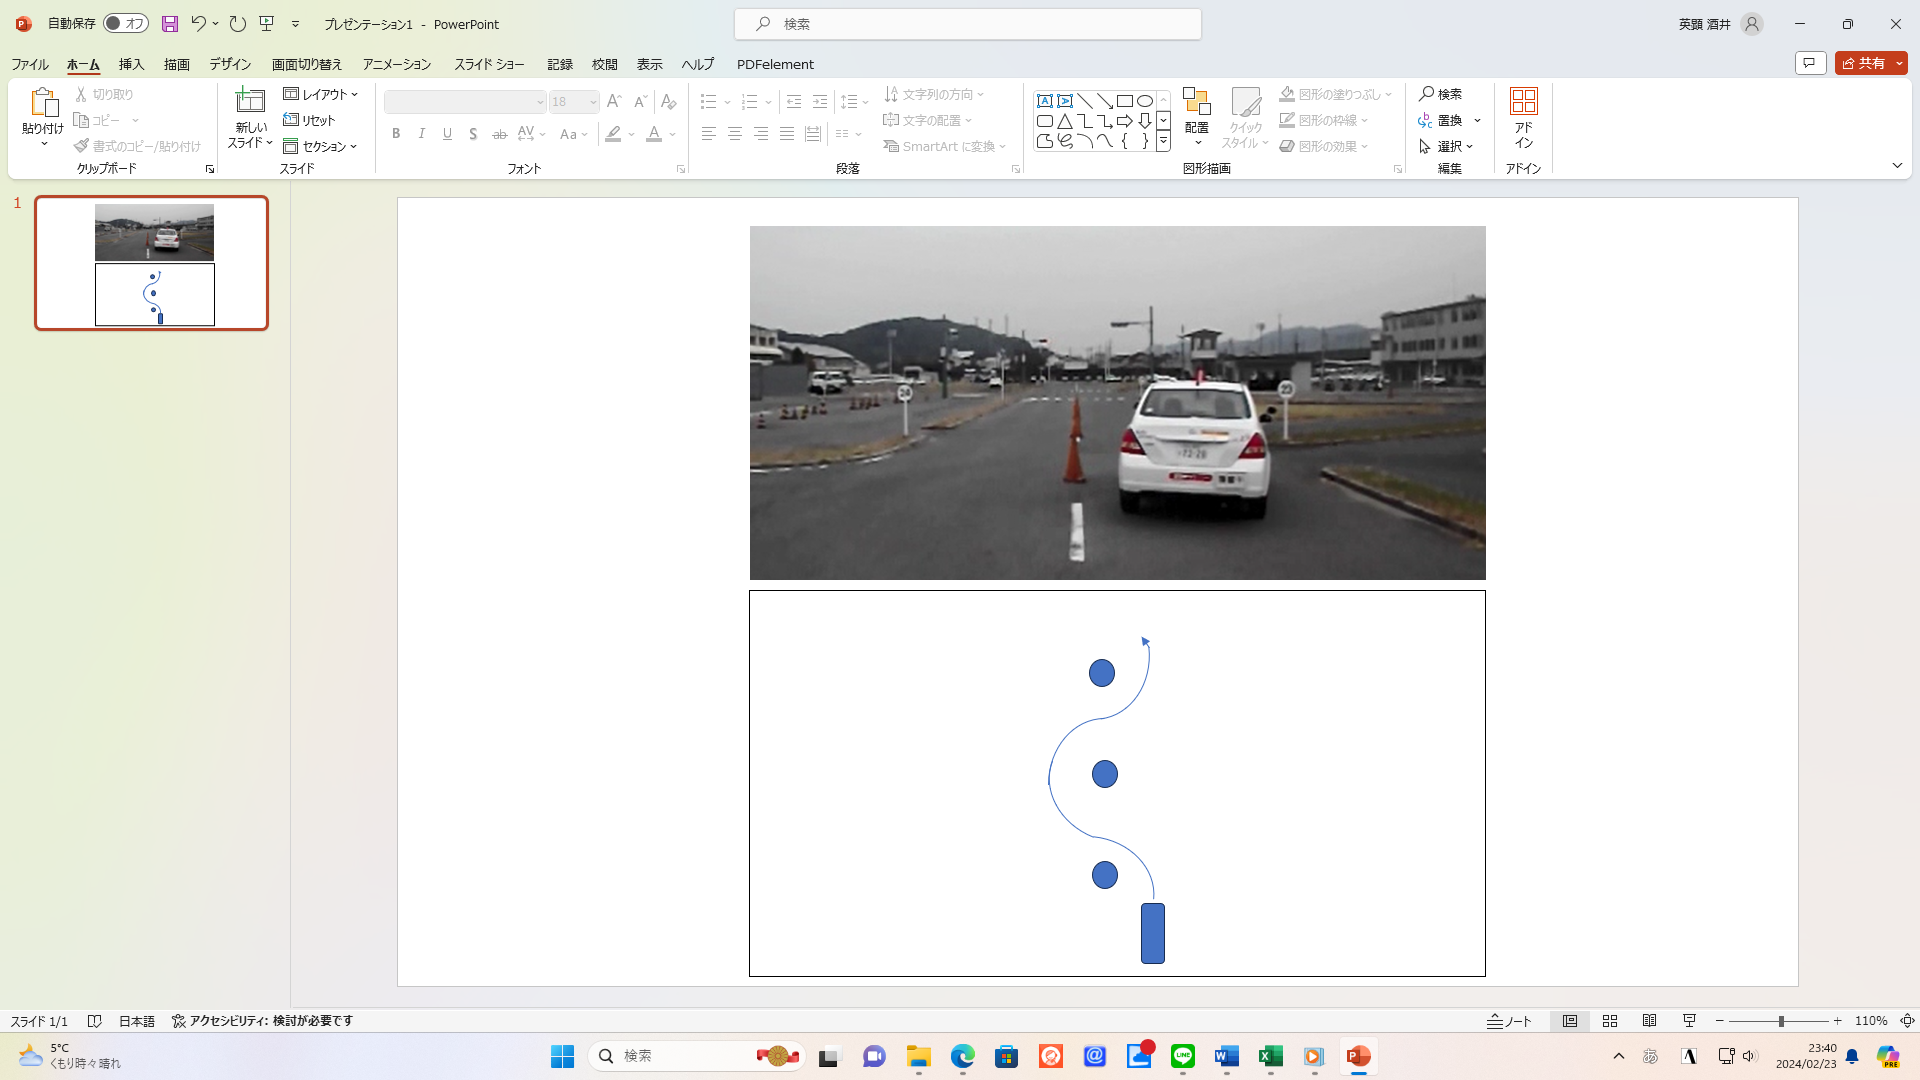 自動保存 オフ プレゼンテーション1 - PowerPoint 検索 英顕 酒井
ファイル ホーム 挿入 描画 デザイン 画面切り替え アニメーション スライド ショー 記録 校閲 表示 ヘルプ PDFelement 共有
貼り付け
切り取り
コピー
書式のコピー/貼り付け
クリップボード
新しい
スライド
レイアウト
リセット
セクション
スライド
18
B I U S ab AV Aa A
フォント
文字列の方向
文字の配置
SmartArt に変換
段落
配置
クイック
スタイル
図形の塗りつぶし
図形の枠線
図形の効果
図形描画
検索
置換
選択
編集
アド
イン
アドイン
1
24
23
スライド 1/1 日本語 アクセシビリティ: 検討が必要です ノート 110%
5°C
くもり時々晴れ
検索
LINE
あ A
23:40
2024/02/23
PRE